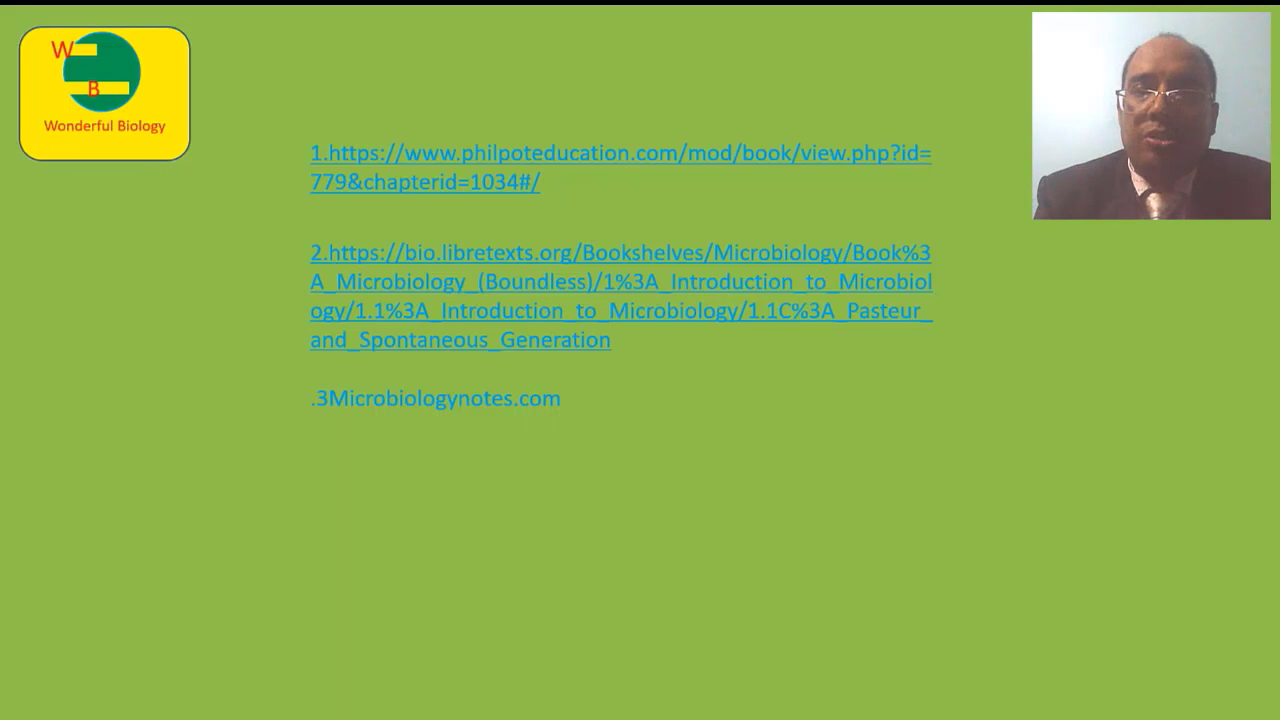 W
B
Wonderful Biology
1.https://www.philpoteducation.com/mod/book/view.php?id=
779&chapterid=1034#/
2.https://bio.libretexts.org/Bookshelves/Microbiology/Book%3
A_Microbiology_(Boundless)/1%3A_Introduction_to_Microbiol
ogy/1.1%3A_Introduction_to_Microbiology/1.1C%3A_Pasteur_
and_Spontaneous_Generation
.3Microbiologynotes.com